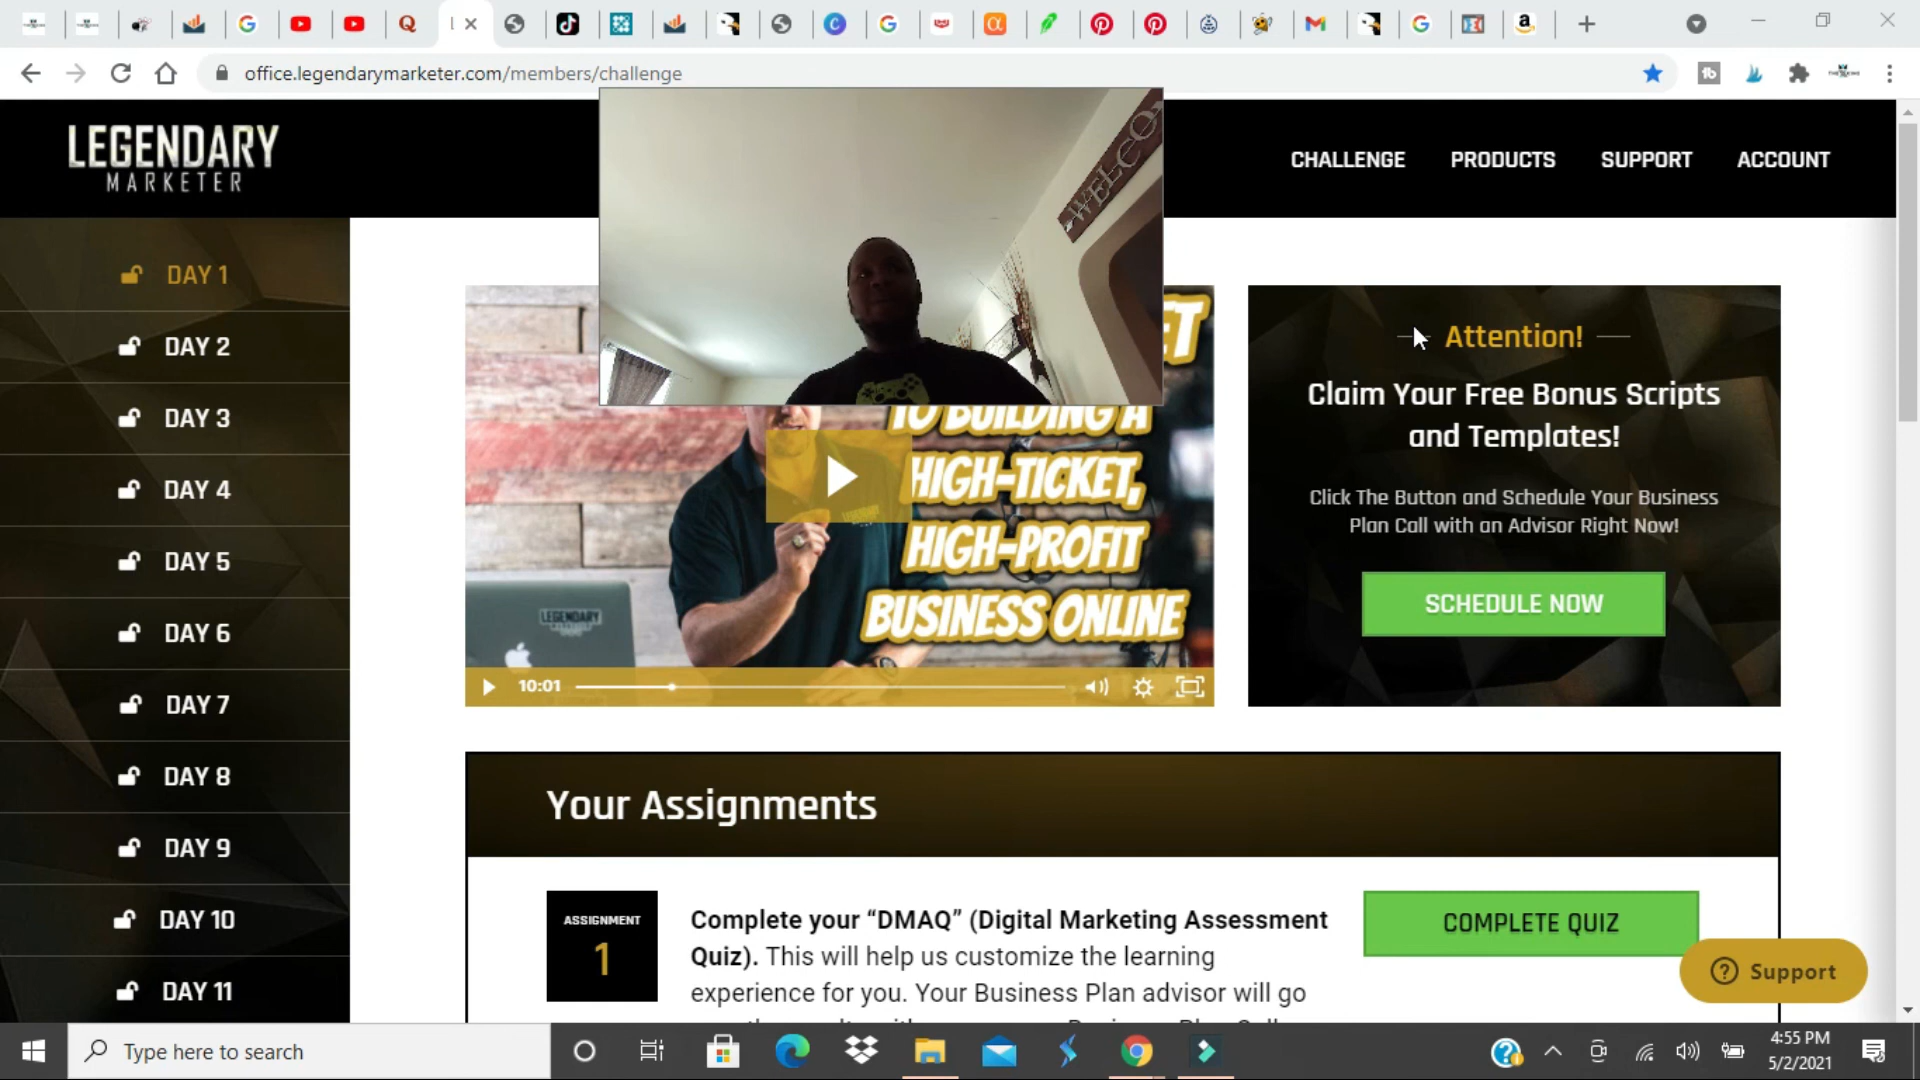 office.legendarymarketer.com/members/challenge
LEGENDARY
MARKETER
CHALLENGE
PRODUCTS
SUPPORT
ACCOUNT
WELCO
DAY 1
DAY 2
DAY 3
DAY 4
DAY 5
DAY 6
DAY 7
DAY 8
DAY 9
DAY 10
DAY 11
TO BUILDING A
HIGH-TICKET,
HIGH-PROFIT
BUSINESS ONLINE
LEGENDARY
10:01
Attention!
Claim Your Free Bonus Scripts
and Templates!
Click The Button and Schedule Your Business
Plan Call with an Advisor Right Now!
SCHEDULE NOW
Your Assignments
ASSIGNMENT
1
Complete your “DMAQ” (Digital Marketing Assessment
Quiz). This will help us customize the learning
experience for you. Your Business Plan advisor will go
COMPLETE QUIZ
Support
Type here to search
4:55 PM
5/2/2021